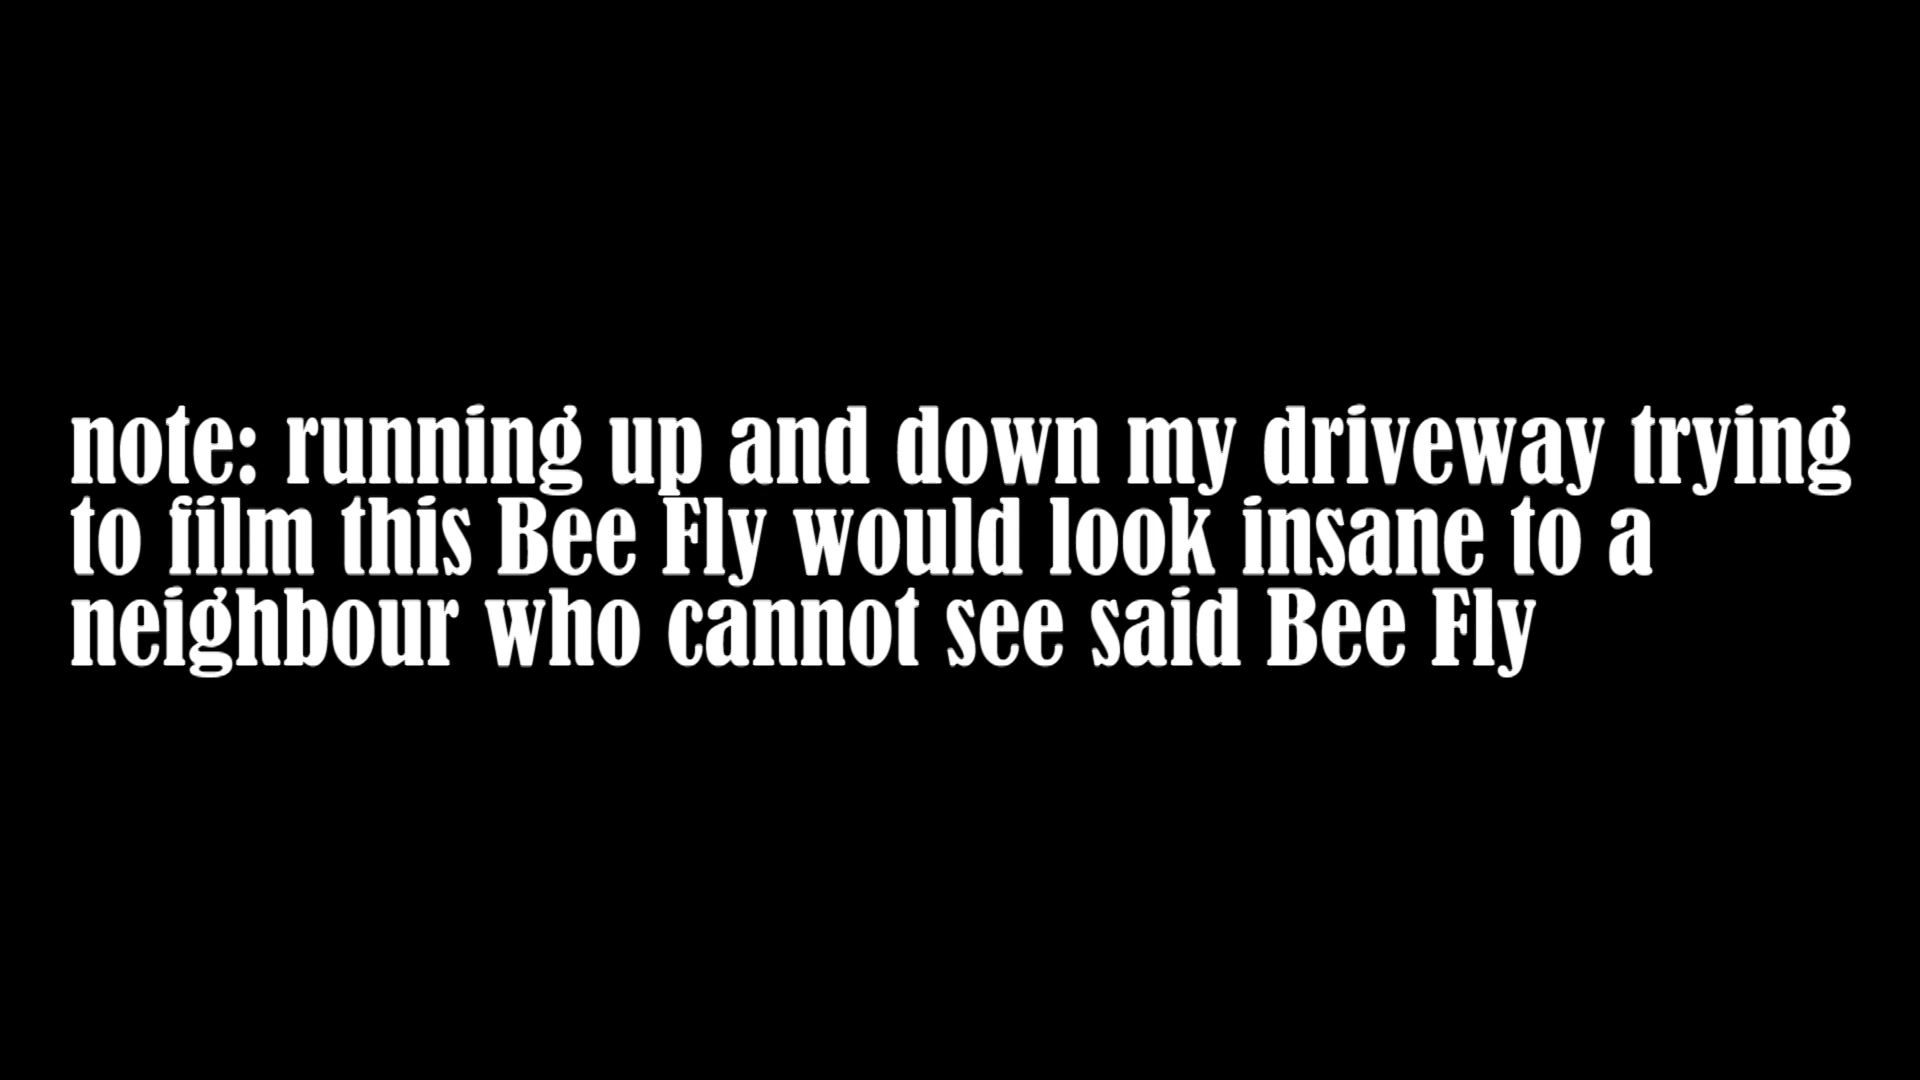 note: running up and down my driveway trying
to film this Bee Fly would look insane to a
neighbour who cannot see said Bee Fly